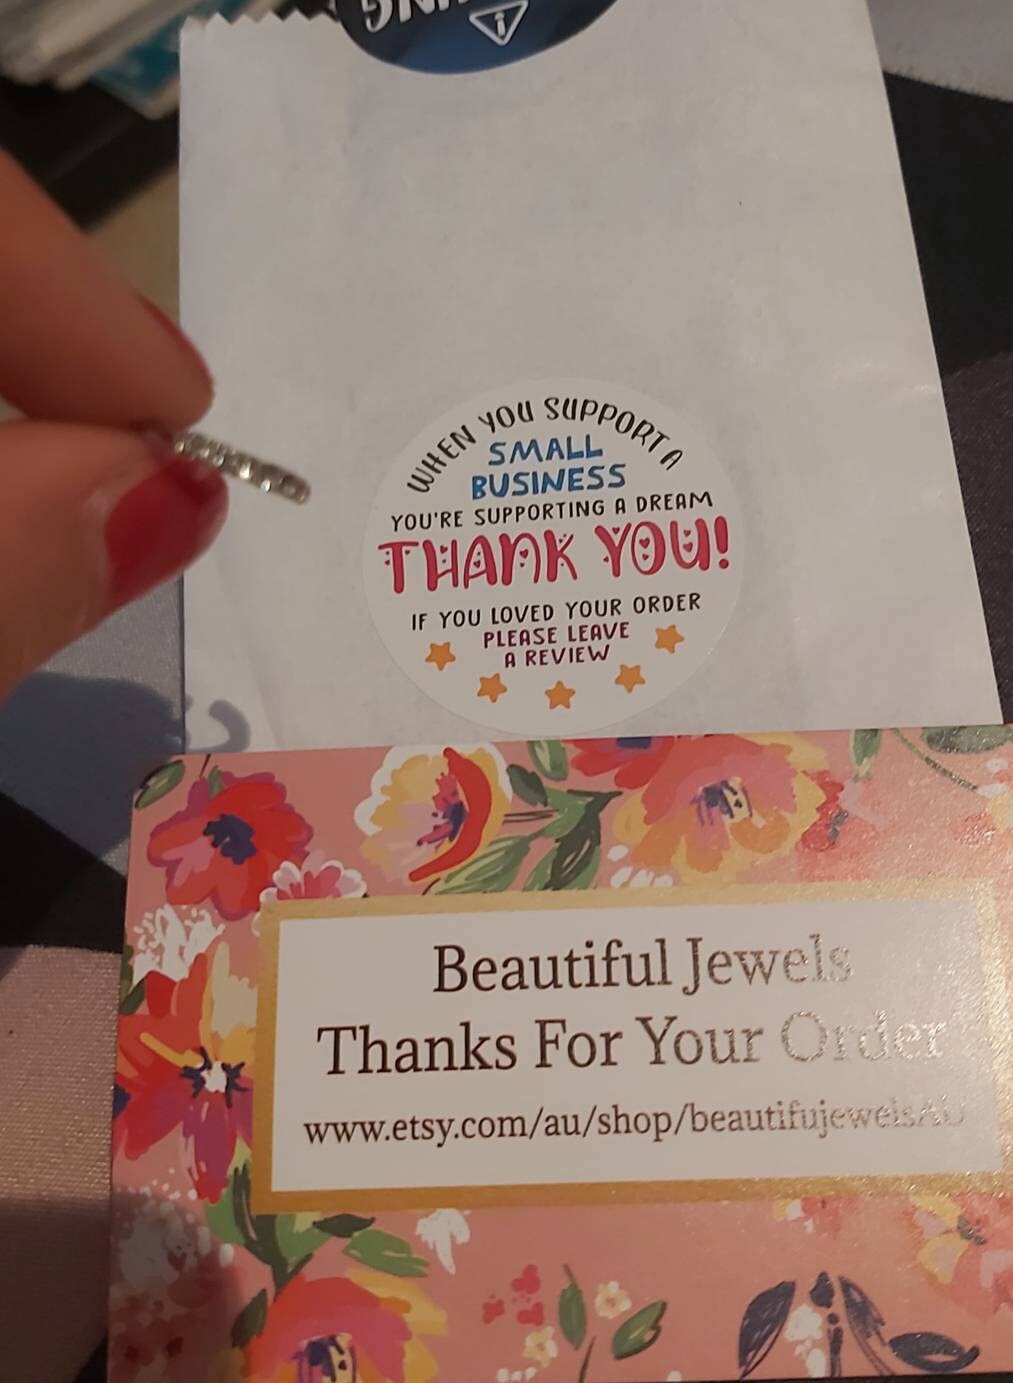 WHEN YOU SUPPORT A
SMALL
BUSINESS
YOU'RE SUPPORTING A DREAM
THANK YOU!
IF YOU LOVED YOUR ORDER
PLEASE LEAVE
A REVIEW
Beautiful Jewels
Thanks For Your Order
www.etsy.com/au/shop/beautifujewelsAU